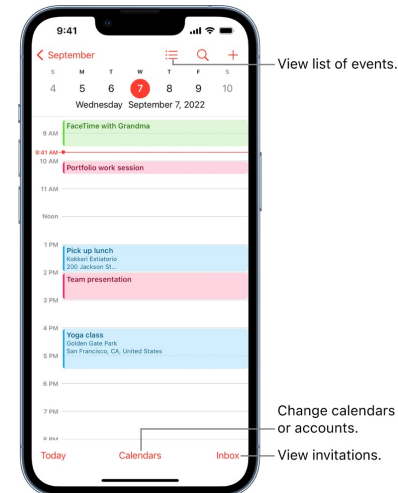 9:41
September
S M T W T F S
4 5 6 7 8 9 10
Wednesday September 7, 2022
FaceTime with Grandma
9 AM
9:41 AM
10 AM
Portfolio work session
11 AM
Noon
1 PM
Pick up lunch
Kokkari Estiatorio
200 Jackson St...
2 PM
Team presentation
3 PM
4 PM
Yoga class
Golden Gate Park
San Francisco, CA, United States
5 PM
6 PM
7 PM
8 PM
Today Calendars Inbox
View list of events.
Change calendars
or accounts.
View invitations.